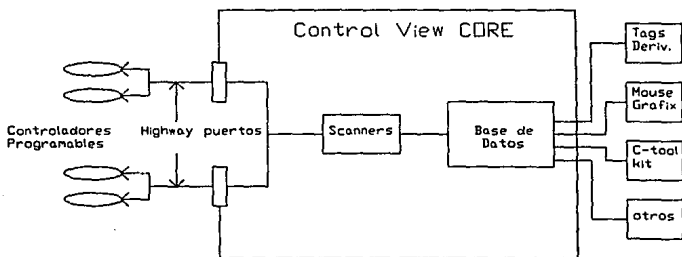 Control View CORE
Tags
Deriv.
Mouse
Grafix
Controladores
Programables
Highway puertos
Scanners
Base de
Datos
C-tool
kit
otros